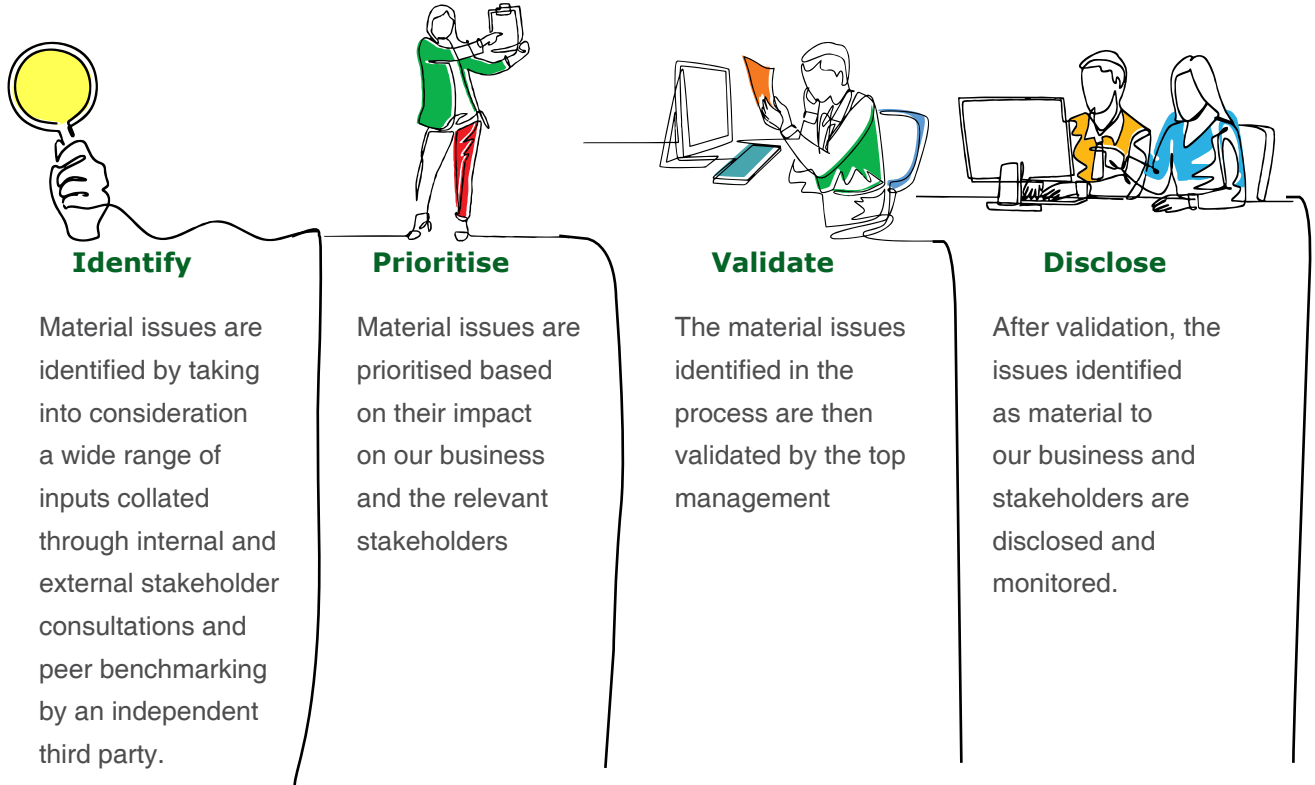 Identify
Material issues are
identified by taking
into consideration
a wide range of
inputs collated
through internal and
external stakeholder
consultations and
peer benchmarking
by an independent
third party.
Prioritise
Material issues are
prioritised based
on their impact
on our business
and the relevant
stakeholders
Validate
The material issues
identified in the
process are then
validated by the top
management
Disclose
After validation, the
issues identified
as material to
our business and
stakeholders are
disclosed and
monitored.